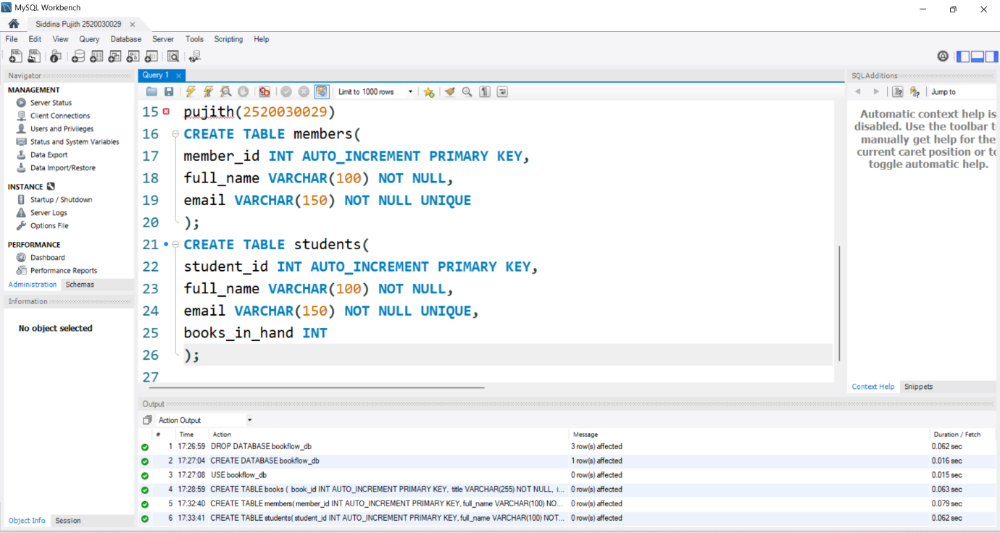 MySQL Workbench
Siddina Pujith 2520030029
File Edit View Query Database Server Tools Scripting Help
Navigator
MANAGEMENT
Server Status
Client Connections
Users and Privileges
Status and System Variables
Data Export
Data Import/Restore
INSTANCE
Startup / Shutdown
Server Logs
Options File
PERFORMANCE
Dashboard
Performance Reports
Administration Schemas
Information
No object selected
Object Info Session
Query 1
Limit to 1000 rows
15 pujith(2520030029)
16 CREATE TABLE members(
17 member_id INT AUTO_INCREMENT PRIMARY KEY,
18 full_name VARCHAR(100) NOT NULL,
19 email VARCHAR(150) NOT NULL UNIQUE
20 );
21 CREATE TABLE students(
22 student_id INT AUTO_INCREMENT PRIMARY KEY,
23 full_name VARCHAR(100) NOT NULL,
24 email VARCHAR(150) NOT NULL UNIQUE,
25 books_in_hand INT
26 );
27
SQLAdditions
Jump to
Automatic context help is
disabled. Use the toolbar t
manually get help for the
current caret position or to
toggle automatic help.
Context Help Snippets
Output
Action Output
# Time Action Message Duration / Fetch
1 17:26:59 DROP DATABASE bookflow_db 3 row(s) affected 0.062 sec
2 17:27:04 CREATE DATABASE bookflow_db 1 row(s) affected 0.016 sec
3 17:27:08 USE bookflow_db 0 row(s) affected 0.015 sec
4 17:28:59 CREATE TABLE books ( book_id INT AUTO_INCREMENT PRIMARY KEY, title VARCHAR(255) NOT NULL, i... 0 row(s) affected 0.063 sec
5 17:32:40 CREATE TABLE members( member_id INT AUTO_INCREMENT PRIMARY KEY, full_name VARCHAR(100) NO... 0 row(s) affected 0.079 sec
6 17:33:41 CREATE TABLE students( student_id INT AUTO_INCREMENT PRIMARY KEY, full_name VARCHAR(100) NOT... 0 row(s) affected 0.062 sec